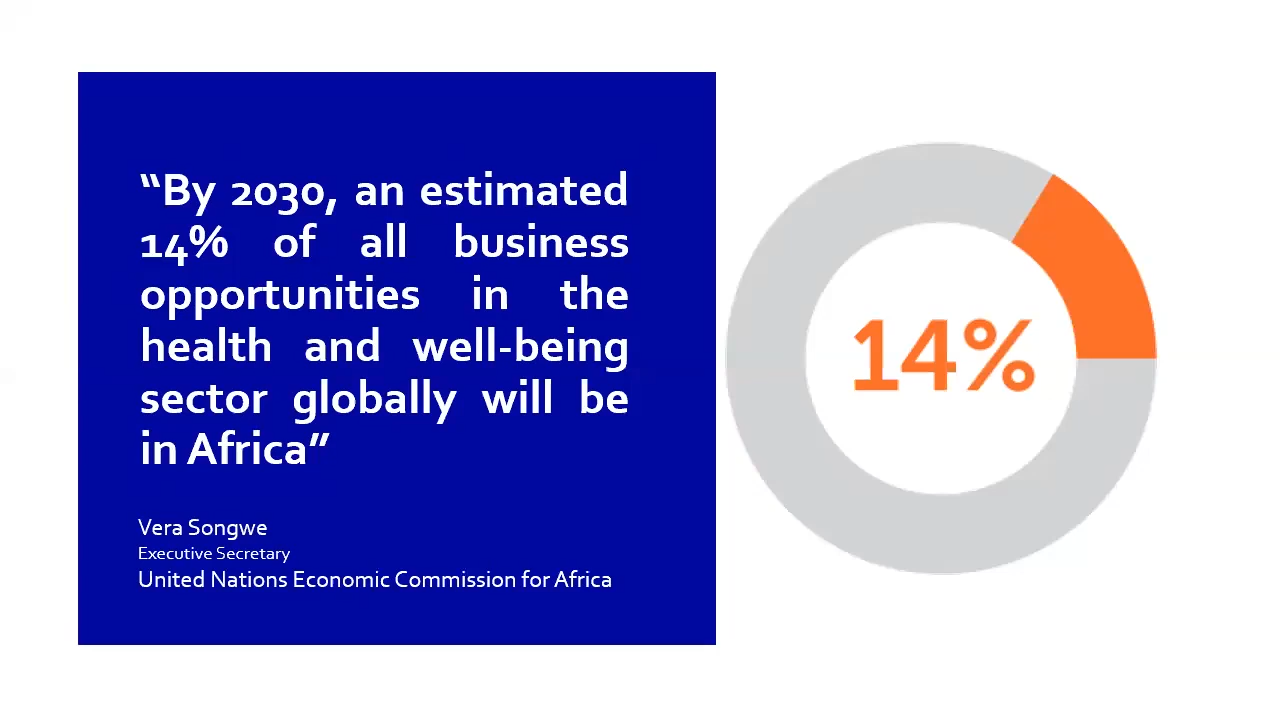 “By 2030, an estimated
14% of all business
opportunities in the
health and well-being
sector globally will be
in Africa”
Vera Songwe
Executive Secretary
United Nations Economic Commission for Africa
14%